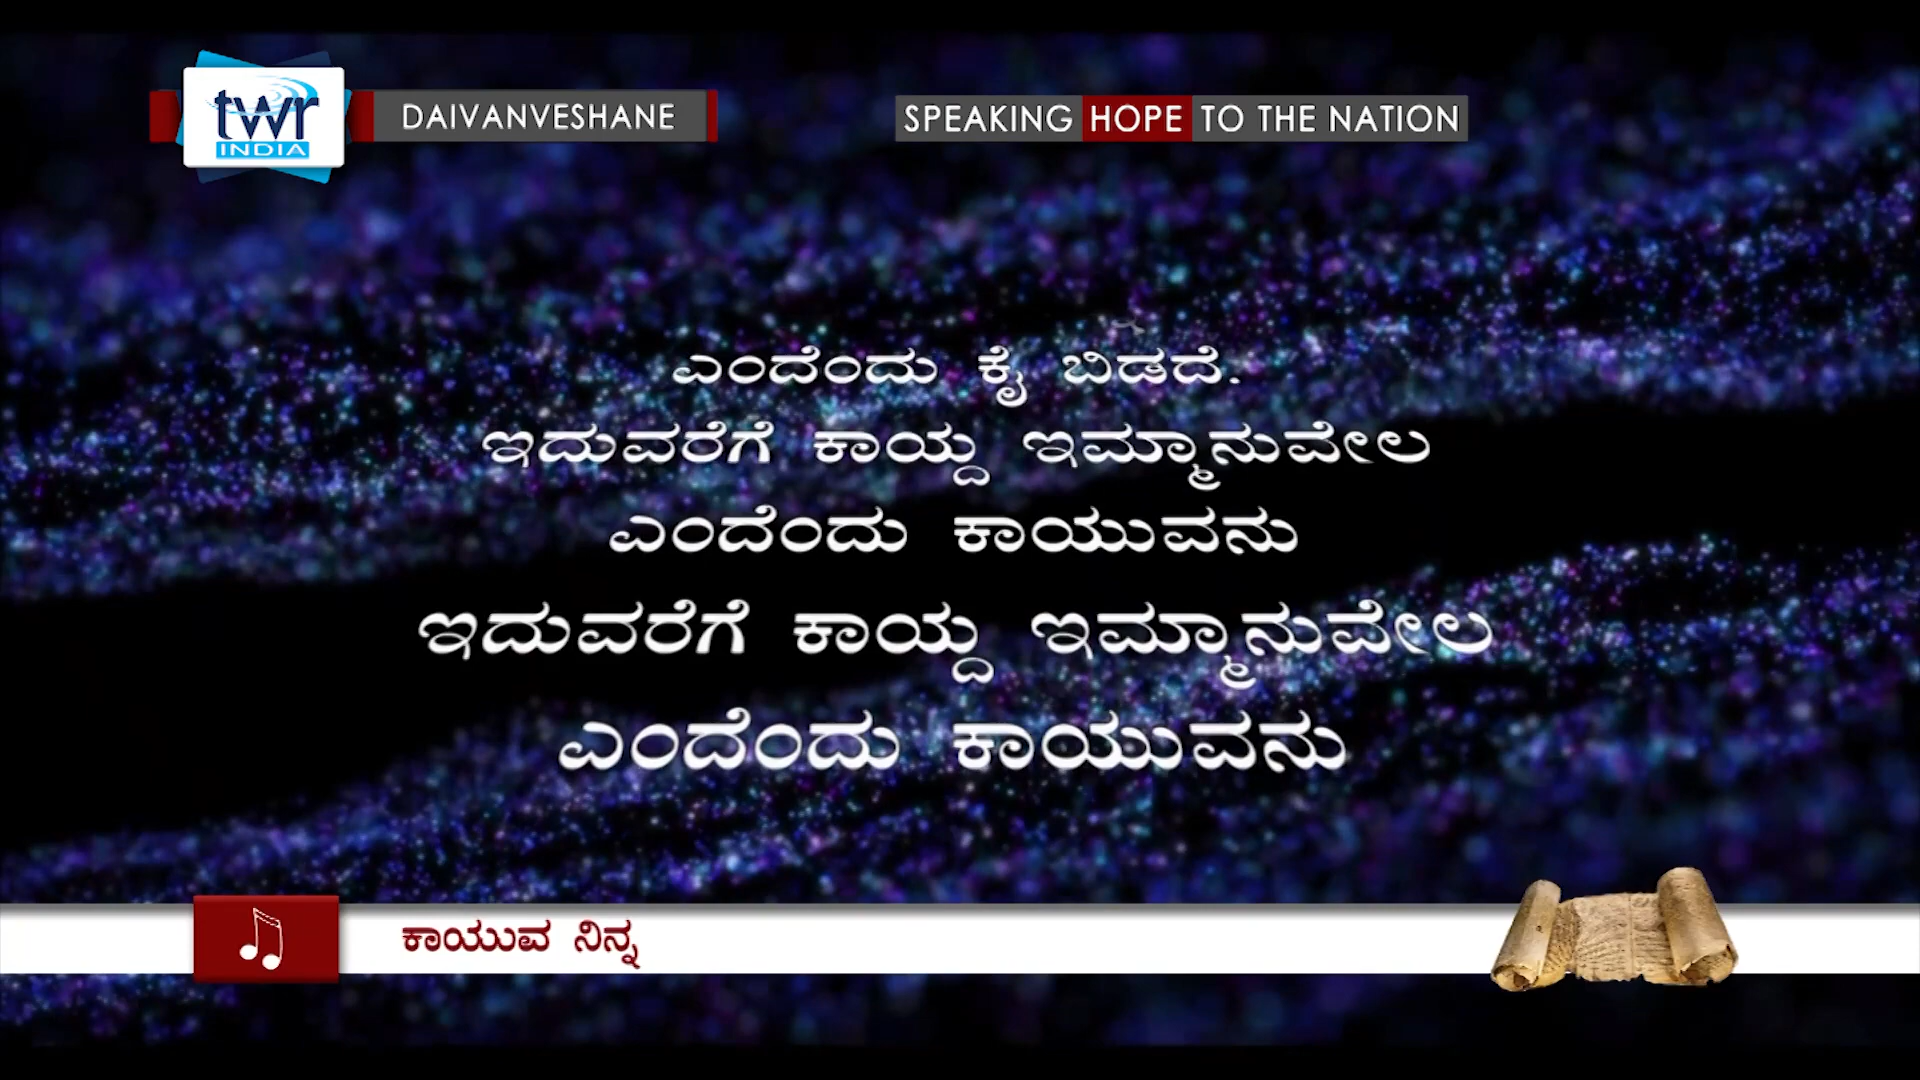 twr
INDIA
DAIVANVESHANE
SPEAKING HOPE TO THE NATION
ಎಂದೆಂದು ಕೈ ಬಿಡದೆ.
ಇದುವರೆಗೆ ಕಾಯ್ದ ಇಮ್ಮಾನುವೇಲ
ಎಂದೆಂದು ಕಾಯುವನು
ಇದುವರೆಗೆ ಕಾಯ್ದ ಇಮ್ಮಾನುವೇಲ
ಎಂದೆಂದು ಕಾಯುವನು
ಕಾಯುವ ನಿನ್ನ